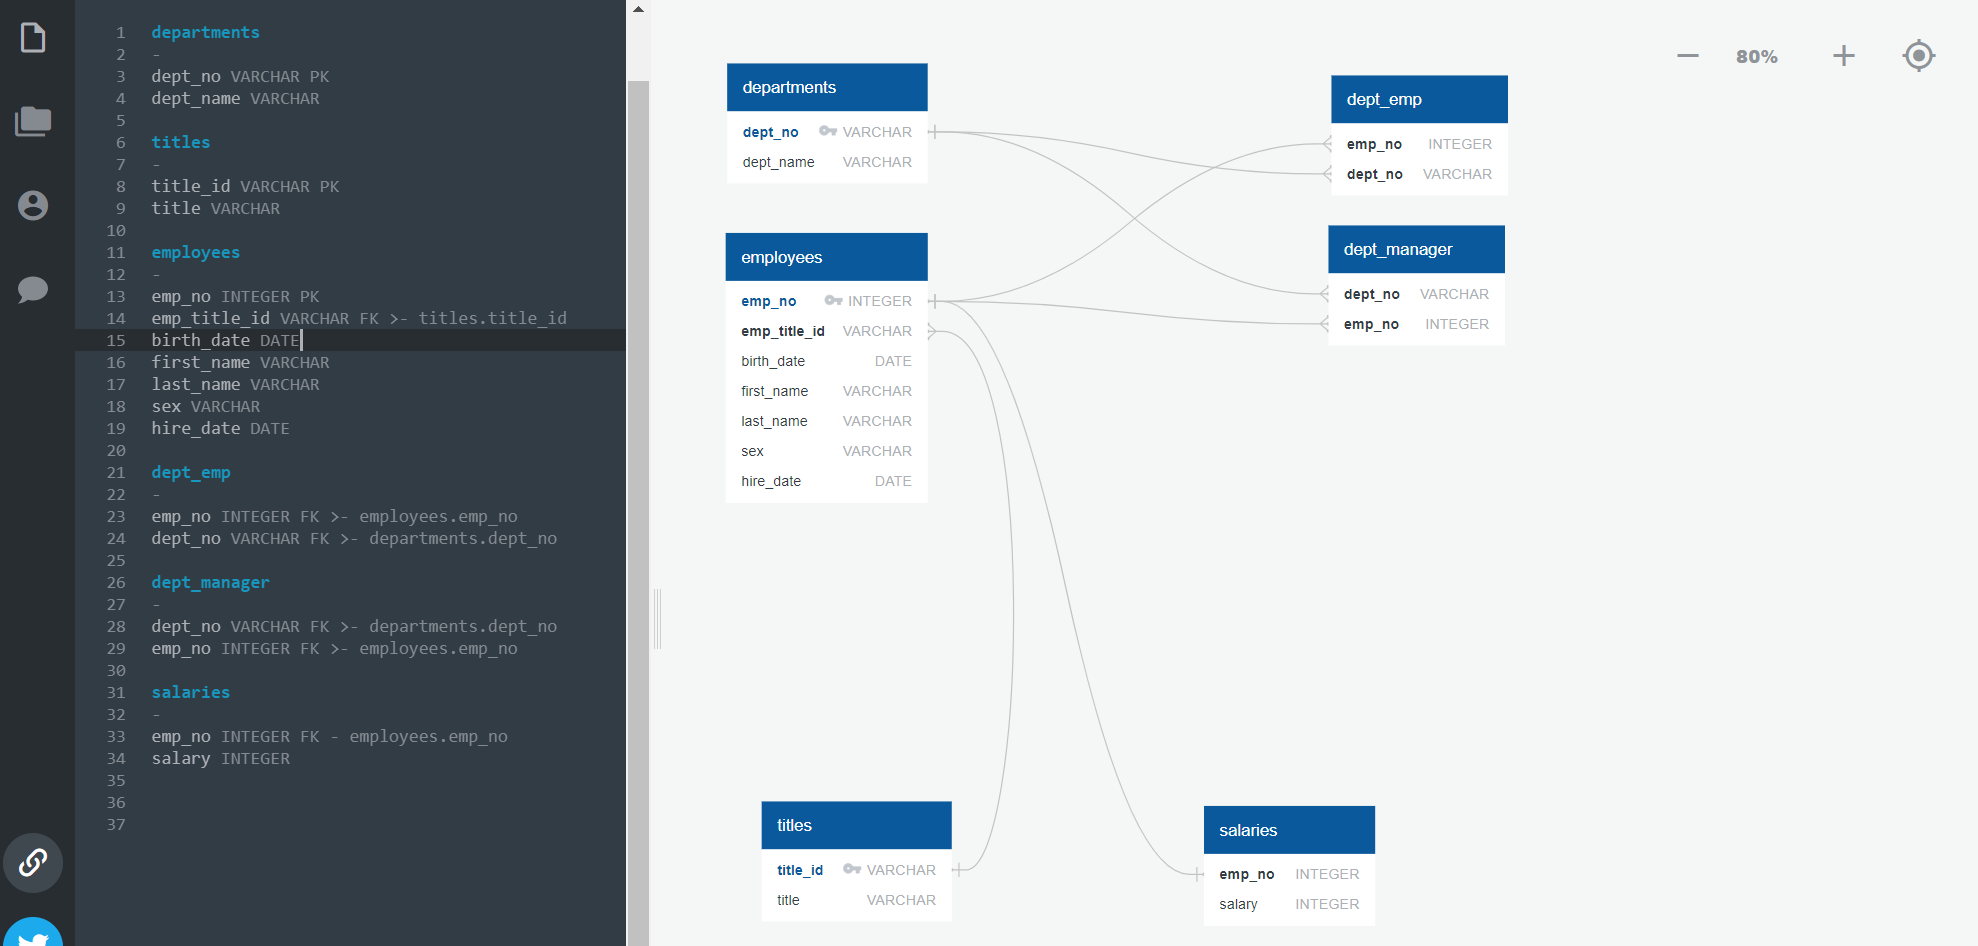 1 departments
2 -
3 dept_no VARCHAR PK
4 dept_name VARCHAR
5
6 titles
7 -
8 title_id VARCHAR PK
9 title VARCHAR
10
11 employees
12 -
13 emp_no INTEGER PK
14 emp_title_id VARCHAR FK >- titles.title_id
15 birth_date DATE
16 first_name VARCHAR
17 last_name VARCHAR
18 sex VARCHAR
19 hire_date DATE
20
21 dept_emp
22 -
23 emp_no INTEGER FK >- employees.emp_no
24 dept_no VARCHAR FK >- departments.dept_no
25
26 dept_manager
27 -
28 dept_no VARCHAR FK >- departments.dept_no
29 emp_no INTEGER FK >- employees.emp_no
30
31 salaries
32 -
33 emp_no INTEGER FK - employees.emp_no
34 salary INTEGER
35
36
37
80%
departments
dept_no VARCHAR
dept_name VARCHAR
dept_emp
emp_no INTEGER
dept_no VARCHAR
employees
emp_no INTEGER
emp_title_id VARCHAR
birth_date DATE
first_name VARCHAR
last_name VARCHAR
sex VARCHAR
hire_date DATE
dept_manager
dept_no VARCHAR
emp_no INTEGER
titles
title_id VARCHAR
title VARCHAR
salaries
emp_no INTEGER
salary INTEGER